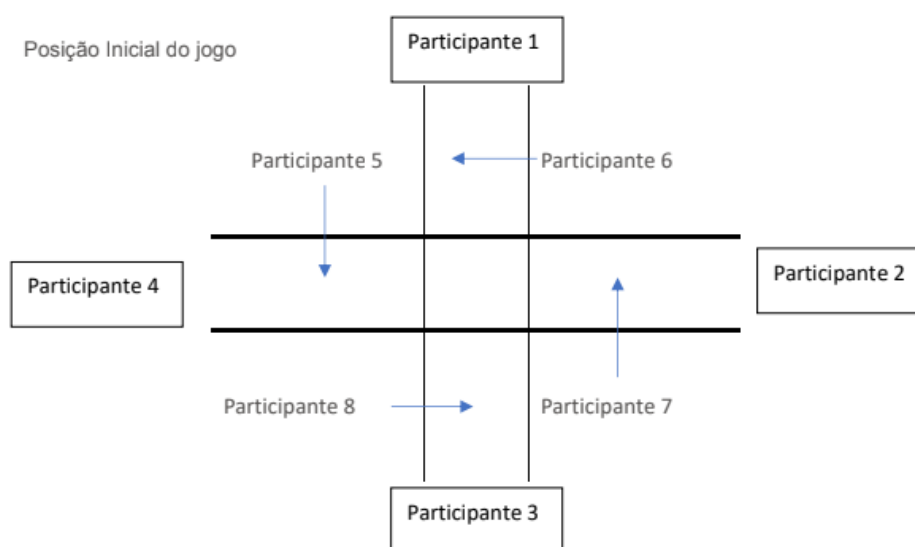 Participante 1
Posição Inicial do jogo
Participante 5
Participante 6
Participante 4
Participante 2
Participante 8
Participante 7
Participante 3